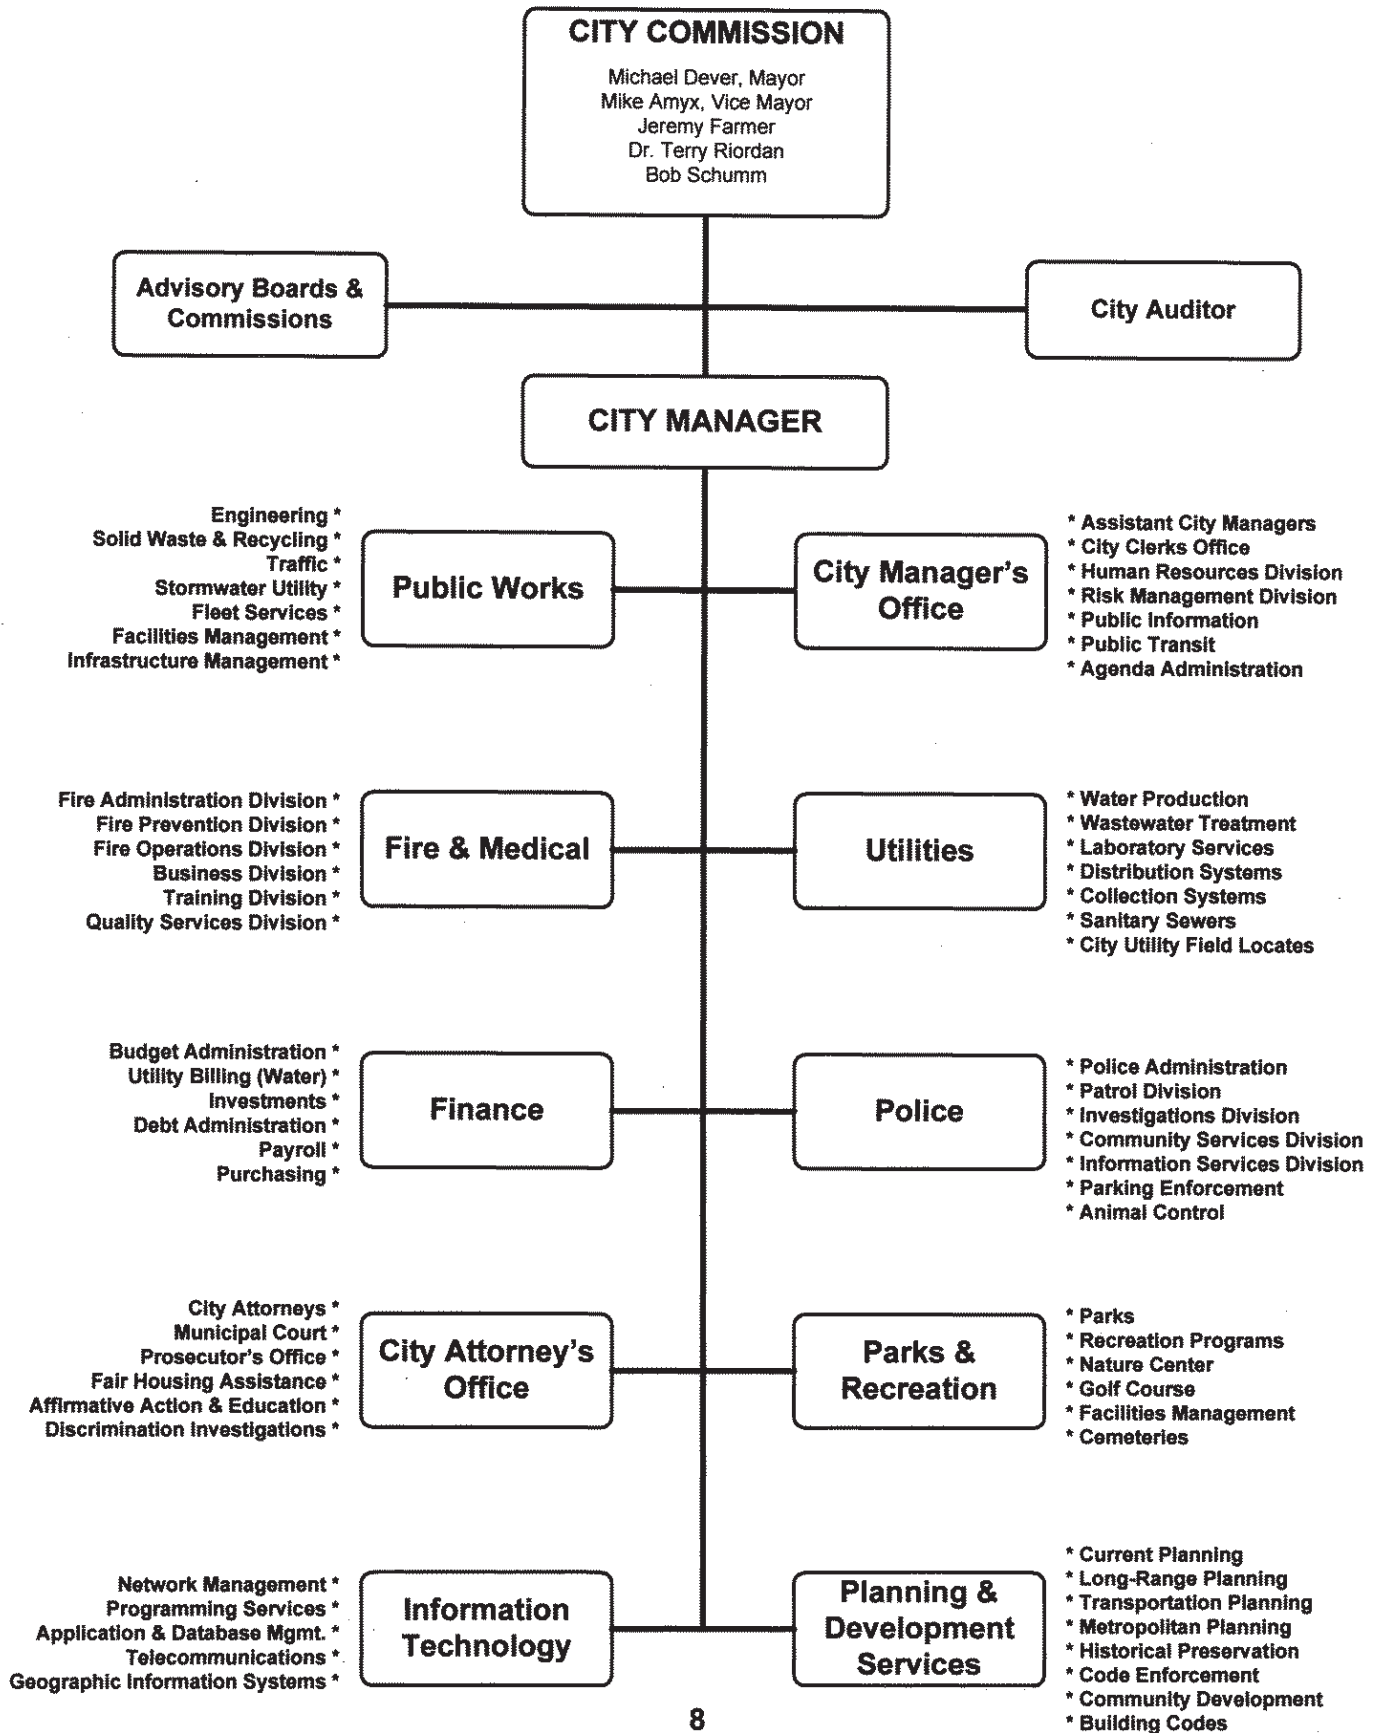 CITY COMMISSION
Michael Dever, Mayor
Mike Amyx, Vice Mayor
Jeremy Farmer
Dr. Terry Riordan
Bob Schumm
Advisory Boards &
Commissions
City Auditor
CITY MANAGER
Engineering *
Solid Waste & Recycling *
Traffic *
Stormwater Utility *
Fleet Services *
Facilities Management *
Infrastructure Management *
Public Works
City Manager's
Office
* Assistant City Managers
* City Clerks Office
* Human Resources Division
* Risk Management Division
* Public Information
* Public Transit
* Agenda Administration
Fire Administration Division *
Fire Prevention Division *
Fire Operations Division *
Business Division *
Training Division *
Quality Services Division *
Fire & Medical
Utilities
* Water Production
* Wastewater Treatment
* Laboratory Services
* Distribution Systems
* Collection Systems
* Sanitary Sewers
* City Utility Field Locates
Budget Administration *
Utility Billing (Water) *
Investments *
Debt Administration *
Payroll *
Purchasing *
Finance
Police
* Police Administration
* Patrol Division
* Investigations Division
* Community Services Division
* Information Services Division
* Parking Enforcement
* Animal Control
City Attorneys *
Municipal Court *
Prosecutor's Office *
Fair Housing Assistance *
Affirmative Action & Education *
Discrimination Investigations *
City Attorney's
Office
Parks &
Recreation
* Parks
* Recreation Programs
* Nature Center
* Golf Course
* Facilities Management
* Cemeteries
Network Management *
Programming Services *
Application & Database Mgmt. *
Telecommunications *
Geographic Information Systems *
Information
Technology
Planning &
Development
Services
* Current Planning
* Long-Range Planning
* Transportation Planning
* Metropolitan Planning
* Historical Preservation
* Code Enforcement
* Community Development
* Building Codes
8